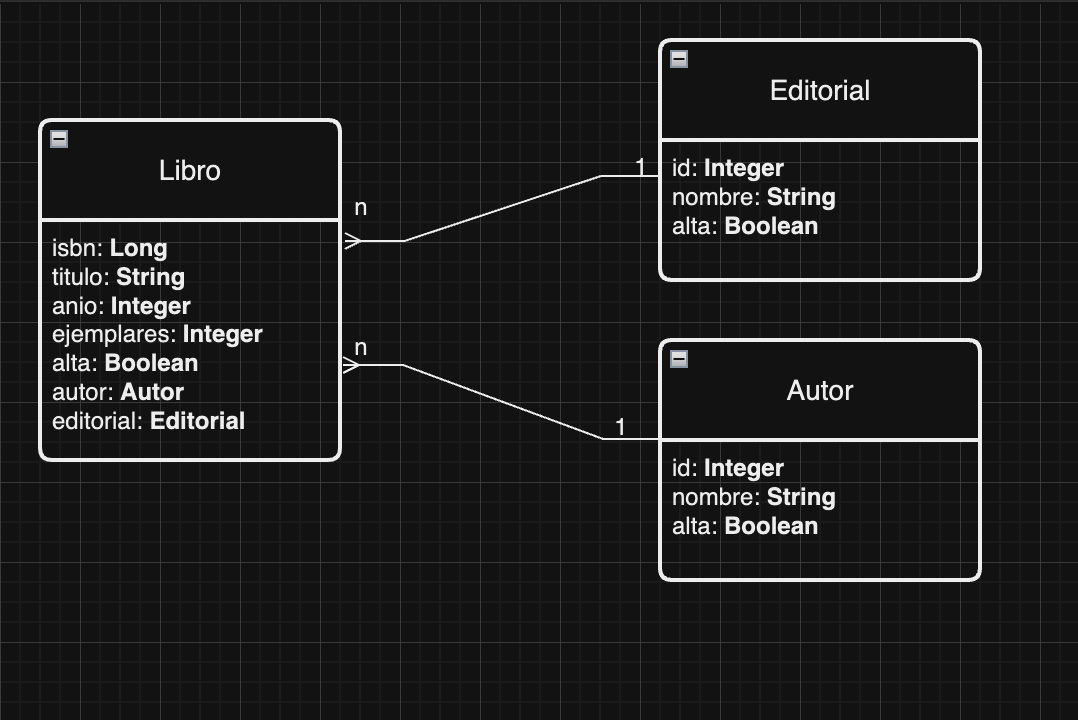 Libro
isbn: Long
titulo: String
anio: Integer
ejemplares: Integer
alta: Boolean
autor: Autor
editorial: Editorial
n
1
n
1
Editorial
id: Integer
nombre: String
alta: Boolean
Autor
id: Integer
nombre: String
alta: Boolean